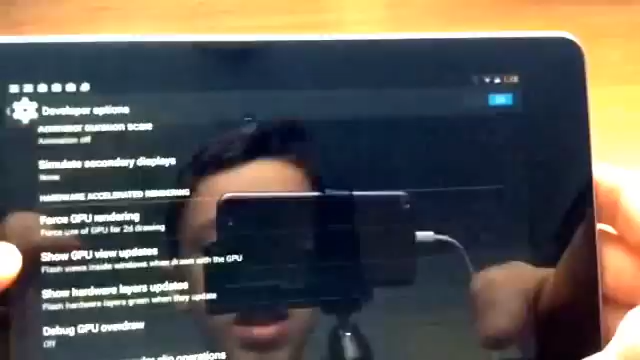 Developer options
Animator duration scale
Animation off
Simulate secondary displays
None
HARDWARE ACCELERATED RENDERING
Force GPU rendering
Force use of GPU for 2d drawing
Show GPU view updates
Flash views inside windows when drawn with the GPU
Show hardware layers updates
Flash hardware layers green when they update
Debug GPU overdraw
Off
operations